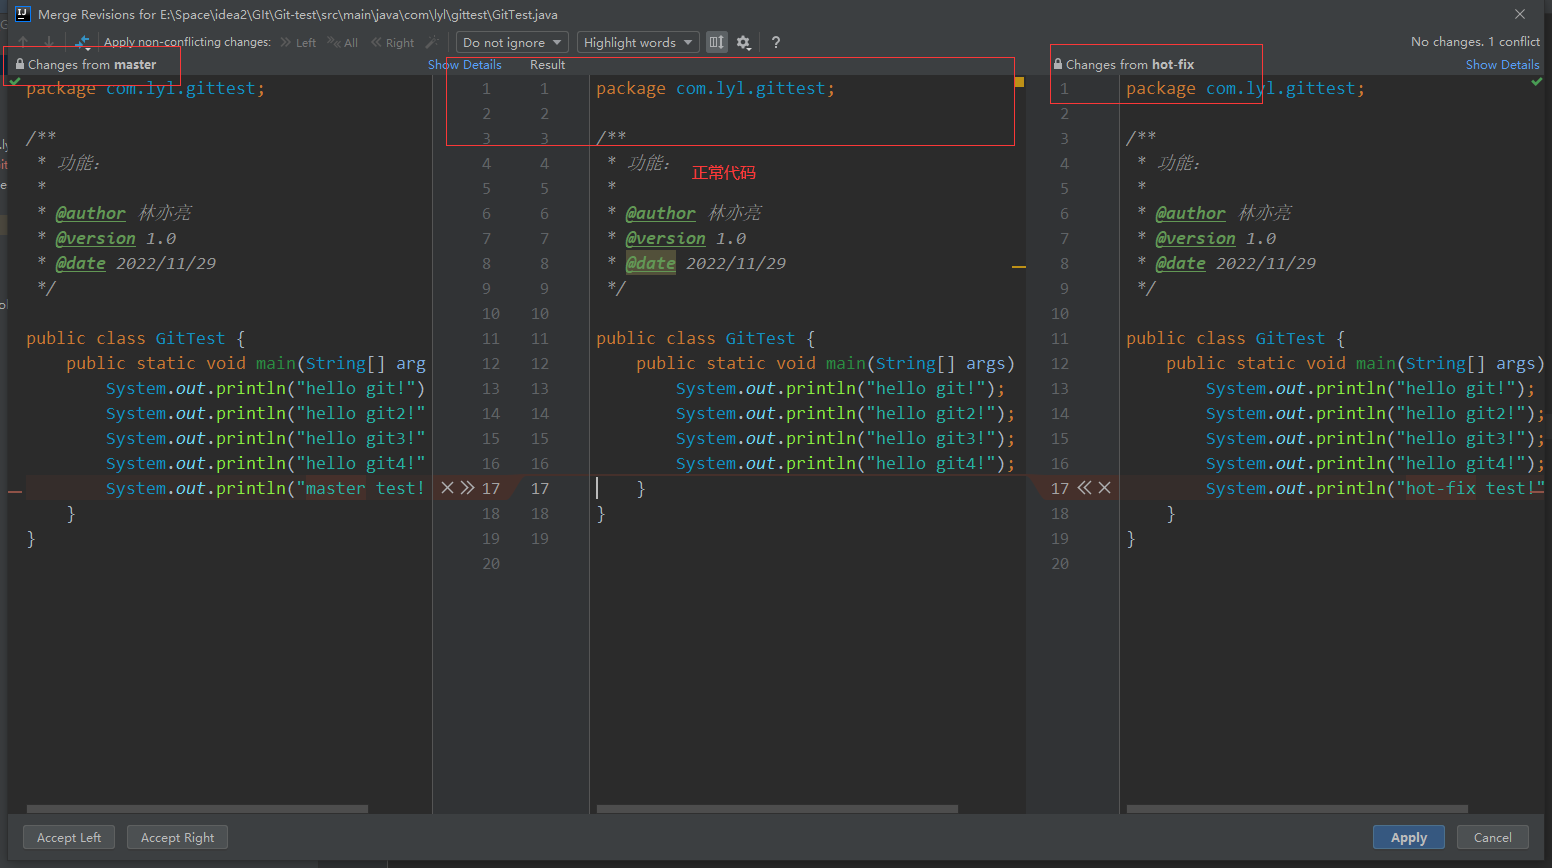 Merge Revisions for E:\Space\idea2\GIt\Git-test\src\main\java\com\lyl\gittest\GitTest.java
Apply non-conflicting changes: Left All Right Do not ignore Highlight words ? No changes. 1 conflict
Changes from master Show Details Result Changes from hot-fix Show Details
package com.lyl.gittest;
/**
 * 功能:
 *
 * @author 林亦亮
 * @version 1.0
 * @date 2022/11/29
 */
public class GitTest {
    public static void main(String[] arg
        System.out.println("hello git!")
        System.out.println("hello git2!"
        System.out.println("hello git3!"
        System.out.println("hello git4!"
        System.out.println("master test!
    }
}
1 1
2 2
3 3
4 4
5 5
6 6
7 7
8 8
9 9
10 10
11 11
12 12
13 13
14 14
15 15
16 16
17 17
18 18
19 19
20
package com.lyl.gittest;
/**
 * 功能:
正常代码
 *
 * @author 林亦亮
 * @version 1.0
 * @date 2022/11/29
 */
public class GitTest {
    public static void main(String[] args)
        System.out.println("hello git!");
        System.out.println("hello git2!");
        System.out.println("hello git3!");
        System.out.println("hello git4!");
    }
}
1 package com.lyl.gittest;
2
3 /**
4  * 功能:
5  *
6  * @author 林亦亮
7  * @version 1.0
8  * @date 2022/11/29
9  */
10
11 public class GitTest {
12     public static void main(String[] args)
13         System.out.println("hello git!");
14         System.out.println("hello git2!");
15         System.out.println("hello git3!");
16         System.out.println("hello git4!");
17         System.out.println("hot-fix test!"
18     }
19 }
20
Accept Left Accept Right Apply Cancel